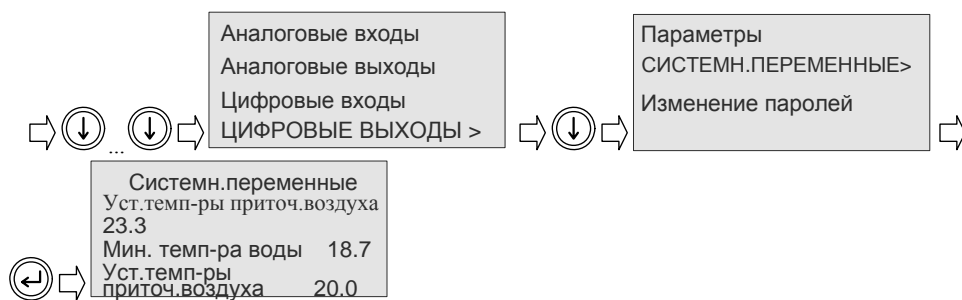 Аналоговые входы
Аналоговые выходы
Цифровые входы
ЦИФРОВЫЕ ВЫХОДЫ >
Параметры
СИСТЕМН.ПЕРЕМЕННЫЕ>
Изменение паролей
...
Системн.переменные
Уст.темп-ры приточ.воздуха
23.3
Мин. темп-ра воды 18.7
Уст.темп-ры
приточ.воздуха 20.0